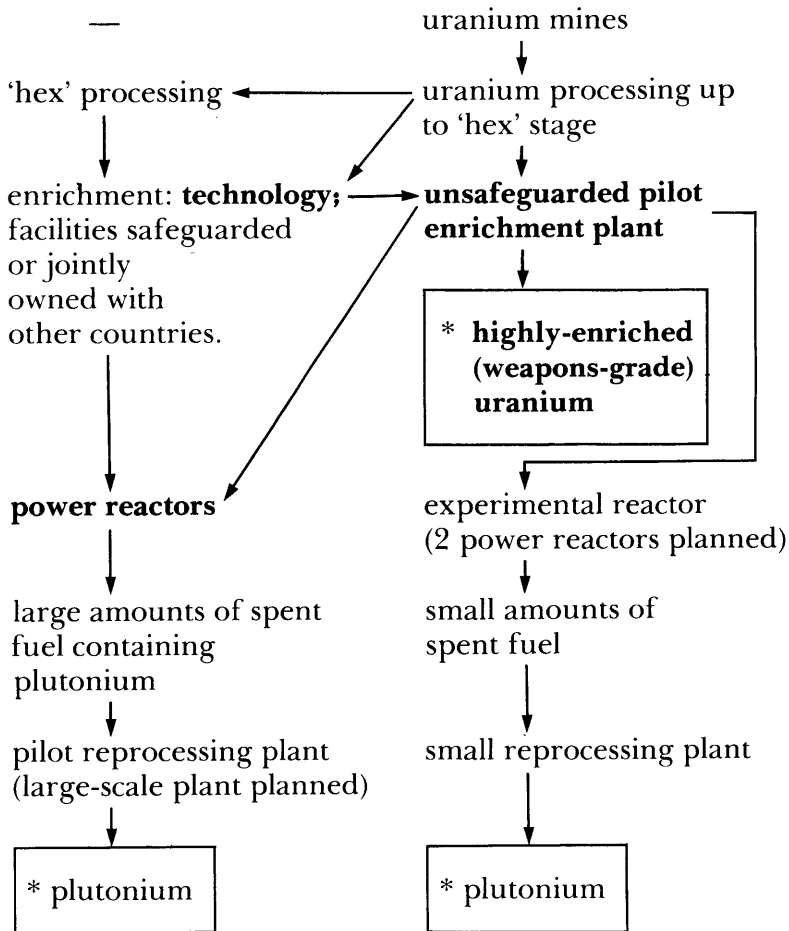 —
uranium mines
‘hex’ processing
uranium processing up
to ‘hex’ stage
enrichment: technology;
facilities safeguarded
or jointly
owned with
other countries.
unsafeguarded pilot
enrichment plant
* highly-enriched
(weapons-grade)
uranium
power reactors
experimental reactor
(2 power reactors planned)
large amounts of spent
fuel containing
plutonium
small amounts of
spent fuel
pilot reprocessing plant
(large-scale plant planned)
small reprocessing plant
* plutonium
* plutonium